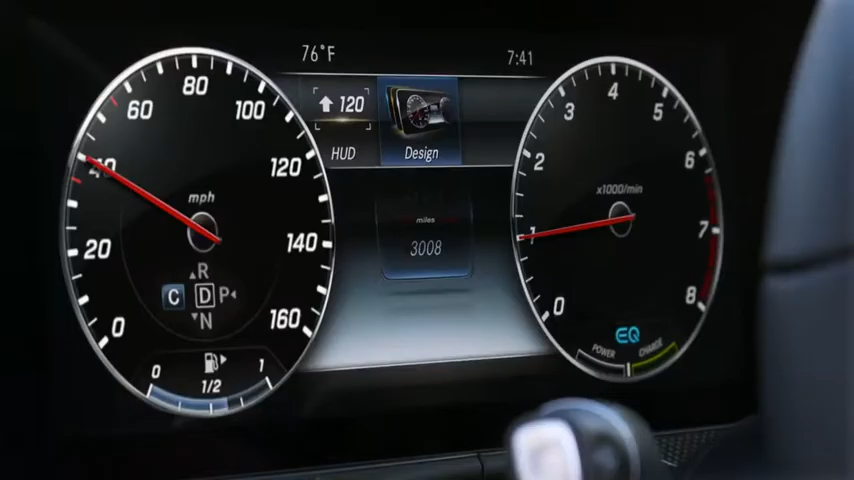 76°F
7:41
120
HUD
Design
miles
3008
mph
0
20
40
60
80
100
120
140
160
R
C
D
P
N
0
1/2
1
x1000/min
0
1
2
3
4
5
6
7
8
EQ
POWER
CHARGE